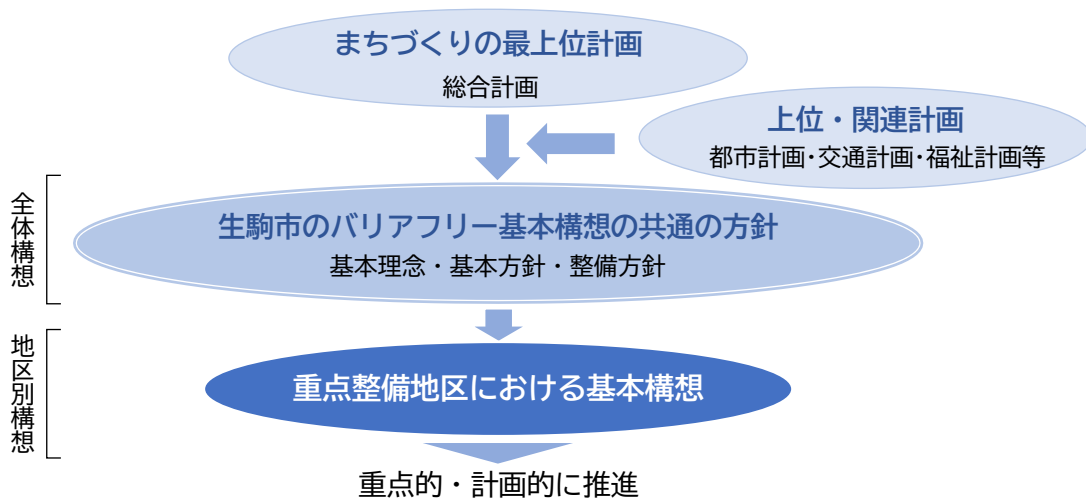 まちづくりの最上位計画
総合計画
上位・関連計画
都市計画･交通計画･福祉計画等
全体構想
生駒市のバリアフリー基本構想の共通の方針
基本理念・基本方針・整備方針
地区別構想
重点整備地区における基本構想
重点的・計画的に推進